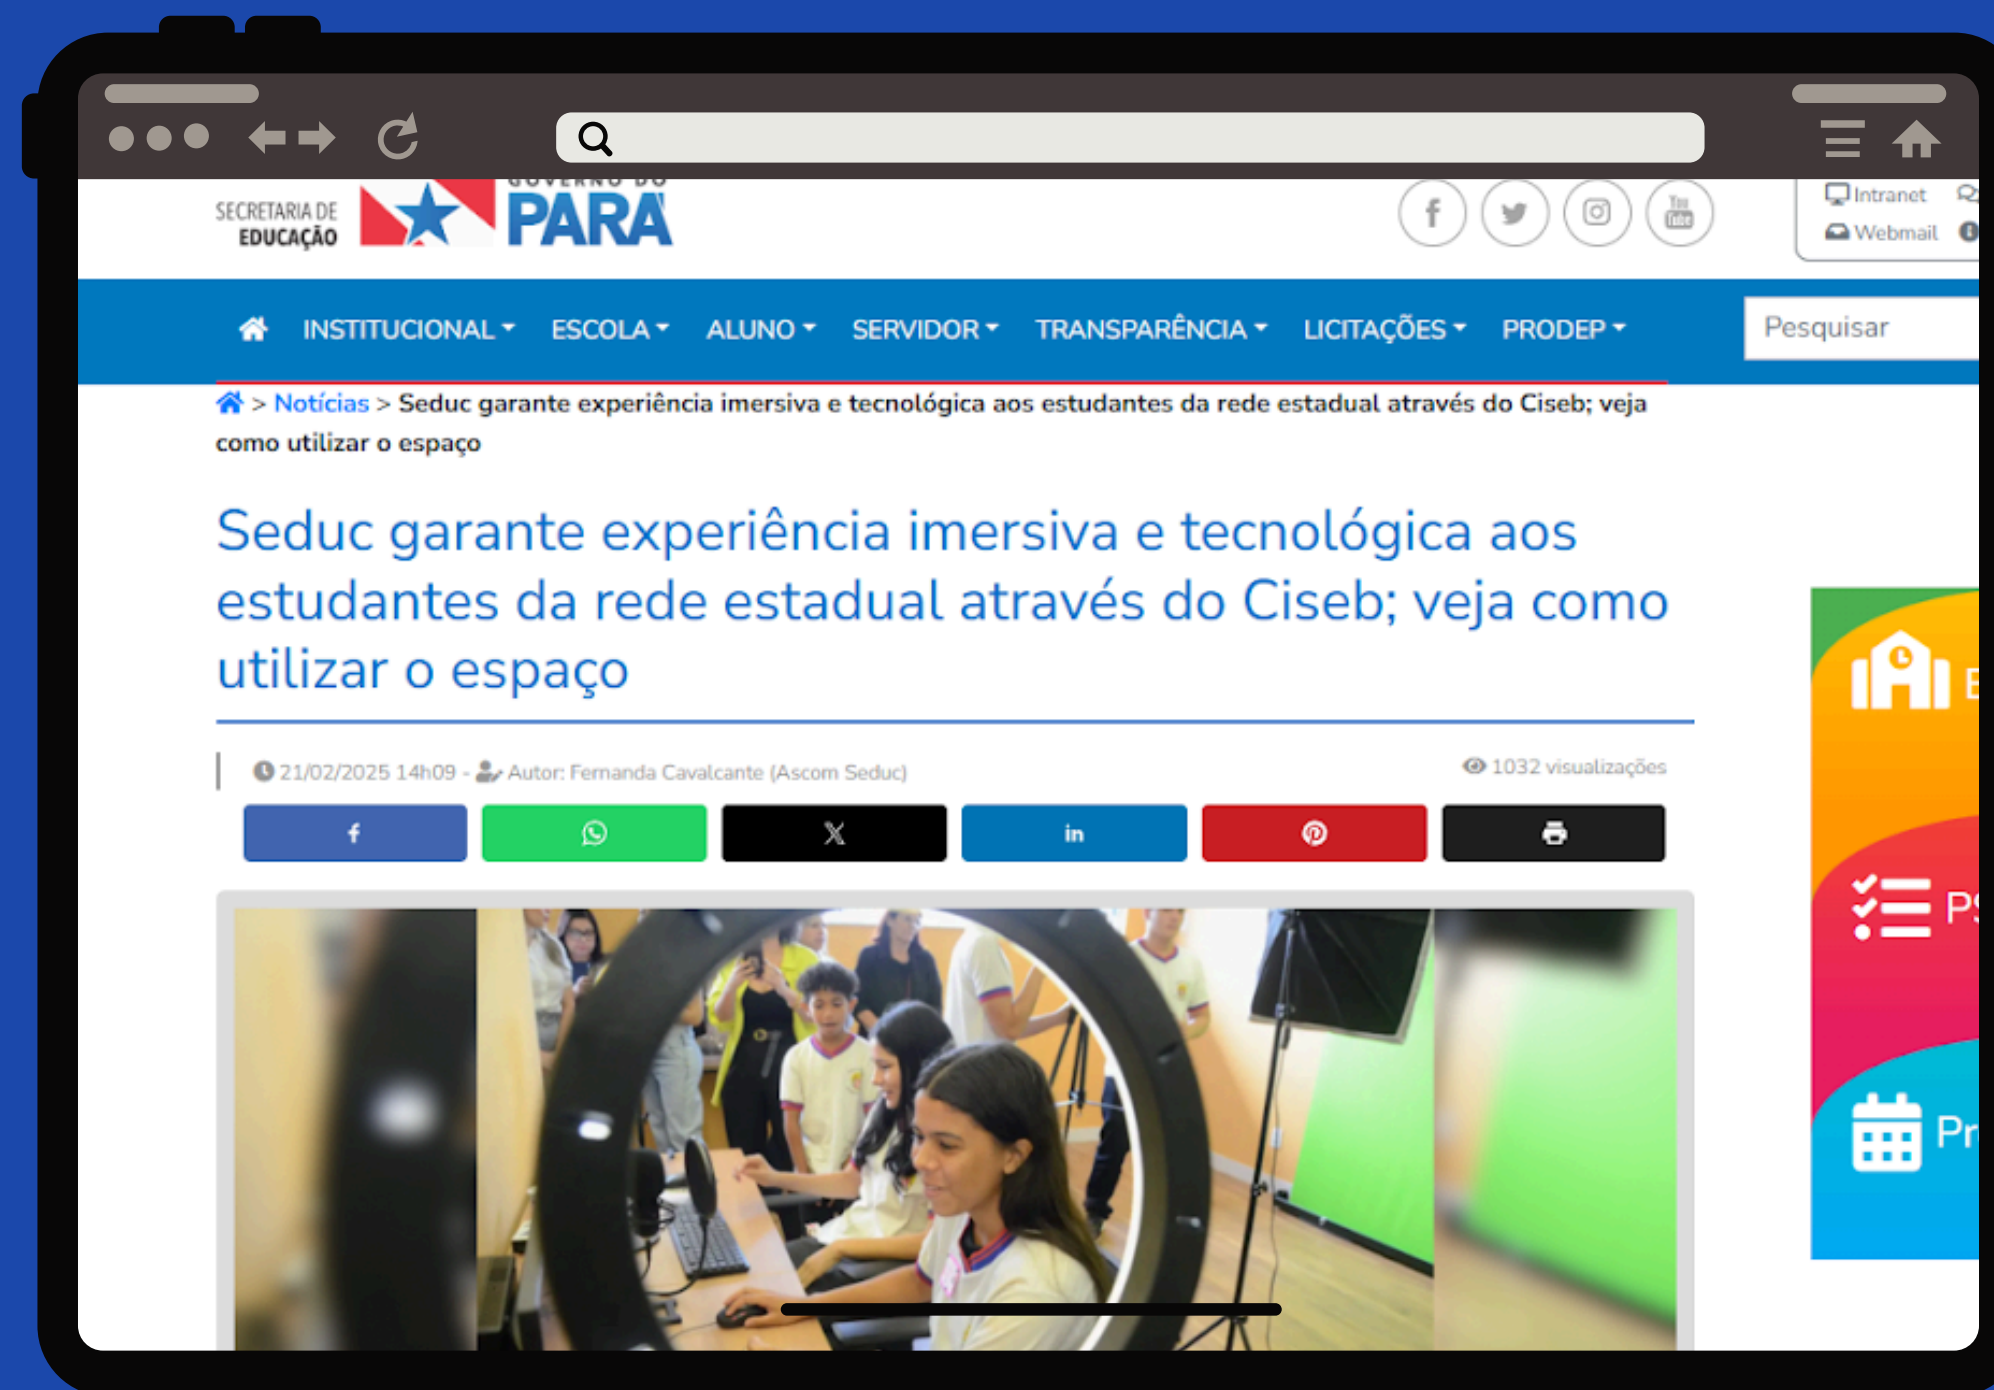 SECRETARIA DE
EDUCAÇÃO
GOVERNO DO
PARÁ
Intranet
Webmail
INSTITUCIONAL
ESCOLA
ALUNO
SERVIDOR
TRANSPARÊNCIA
LICITAÇÕES
PRODEP
Pesquisar
> Notícias > Seduc garante experiência imersiva e tecnológica aos estudantes da rede estadual através do Ciseb; veja
como utilizar o espaço
Seduc garante experiência imersiva e tecnológica aos
estudantes da rede estadual através do Ciseb; veja como
utilizar o espaço
21/02/2025 14h09 - Autor: Fernanda Cavalcante (Ascom Seduc)
1032 visualizações